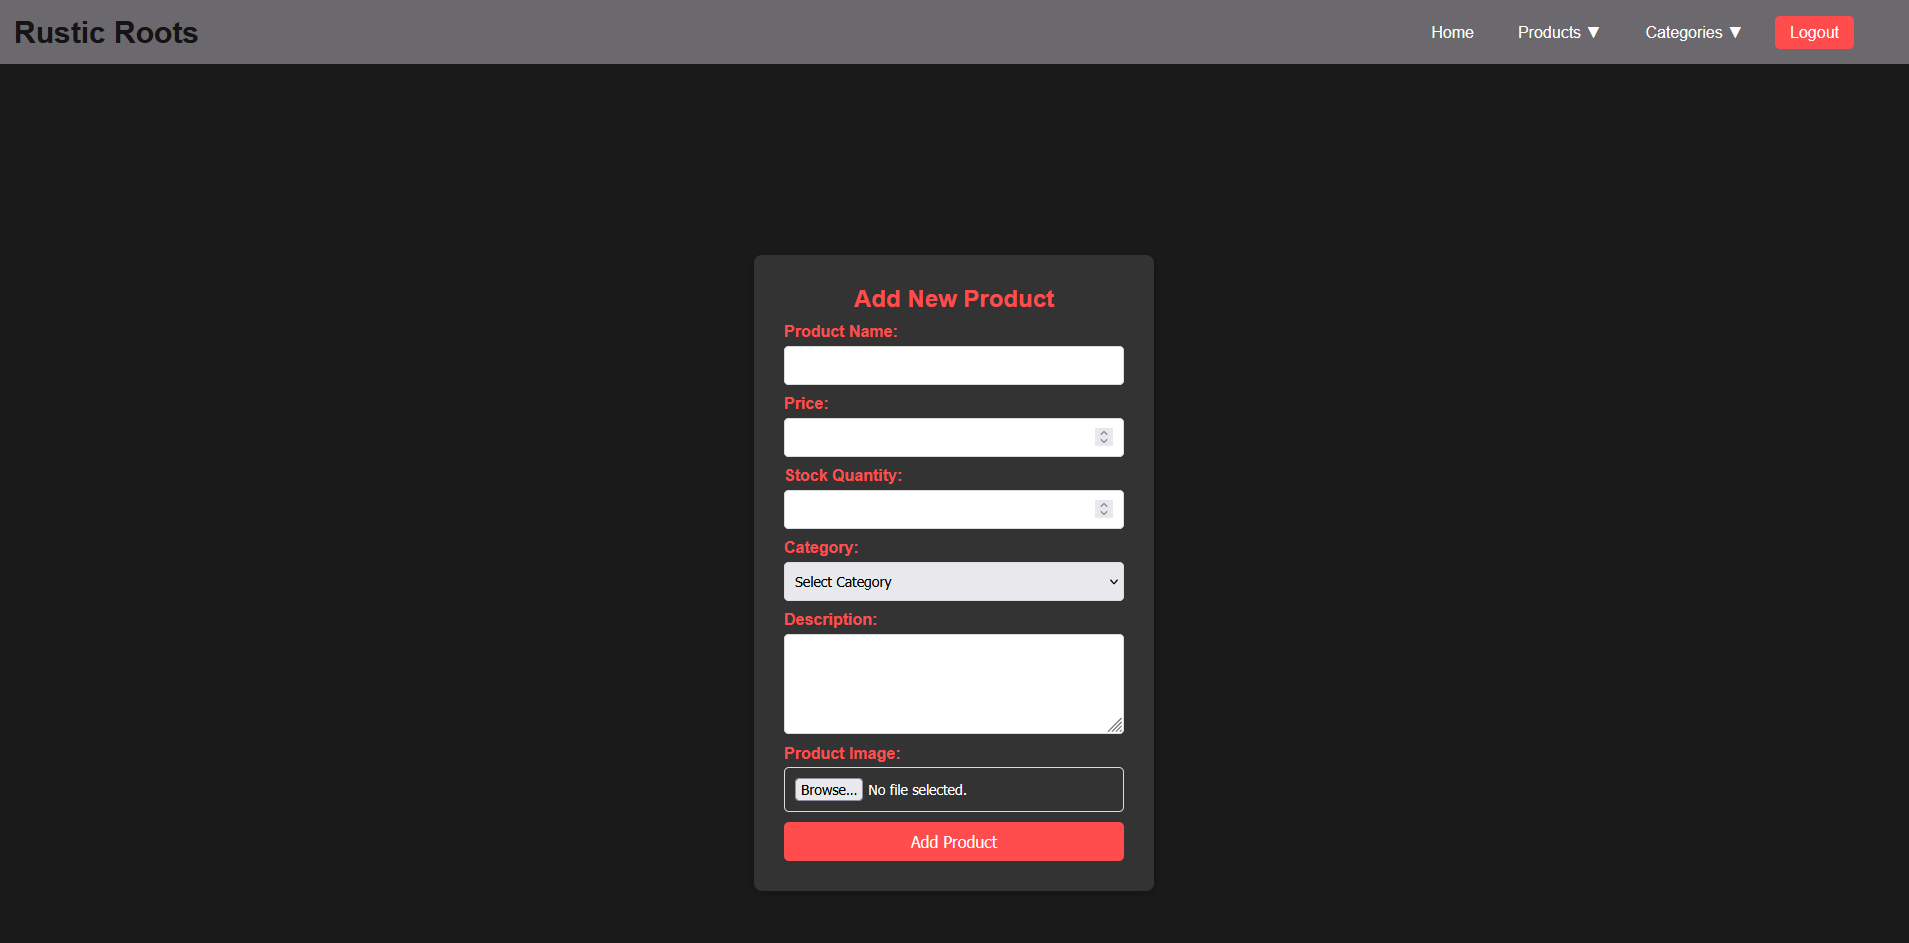 Rustic Roots
Home Products ▼ Categories ▼ Logout
Add New Product
Product Name:
Price:
Stock Quantity:
Category:
Select Category
Description:
Product Image:
Browse... No file selected.
Add Product